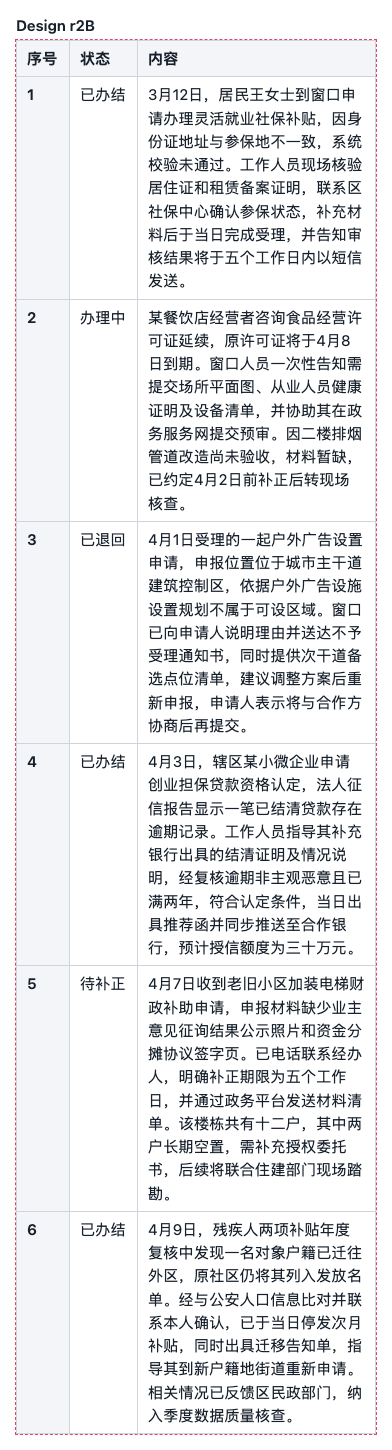 Design r2B
序号 状态 内容
1 已办结 3月12日，居民王女士到窗口申
请办理灵活就业社保补贴，因身
份证地址与参保地不一致，系统
校验未通过。工作人员现场核验
居住证和租赁备案证明，联系区
社保中心确认参保状态，补充材
料后于当日完成受理，并告知审
核结果将于五个工作日内以短信
发送。
2 办理中 某餐饮店经营者咨询食品经营许
可证延续，原许可证将于4月8
日到期。窗口人员一次性告知需
提交场所平面图、从业人员健康
证明及设备清单，并协助其在政
务服务网提交预审。因二楼排烟
管道改造尚未验收，材料暂缺，
已约定4月2日前补正后转现场
核查。
3 已退回 4月1日受理的一起户外广告设置
申请，申报位置位于城市主干道
建筑控制区，依据户外广告设施
设置规划不属于可设区域。窗口
已向申请人说明理由并送达不予
受理通知书，同时提供次干道备
选点位清单，建议调整方案后重
新申报，申请人表示将与合作方
协商后再提交。
4 已办结 4月3日，辖区某小微企业申请
创业担保贷款资格认定，法人征
信报告显示一笔已结清贷款存在
逾期记录。工作人员指导其补充
银行出具的结清证明及情况说
明，经复核逾期非主观恶意且已
满两年，符合认定条件，当日出
具推荐函并同步推送至合作银
行，预计授信额度为三十万元。
5 待补正 4月7日收到老旧小区加装电梯财
政补助申请，申报材料缺少业主
意见征询结果公示照片和资金分
摊协议签字页。已电话联系经办
人，明确补正期限为五个工作
日，并通过政务平台发送材料清
单。该楼栋共有十二户，其中两
户长期空置，需补充授权委托
书，后续将联合住建部门现场踏
勘。
6 已办结 4月9日，残疾人两项补贴年度
复核中发现一名对象户籍已迁往
外区，原社区仍将其列入发放名
单。经与公安人口信息比对并联
系本人确认，已于当日停发次月
补贴，同时出具迁移告知单，指
导其到新户籍地街道重新申请。
相关情况已反馈区民政部门，纳
入季度数据质量核查。